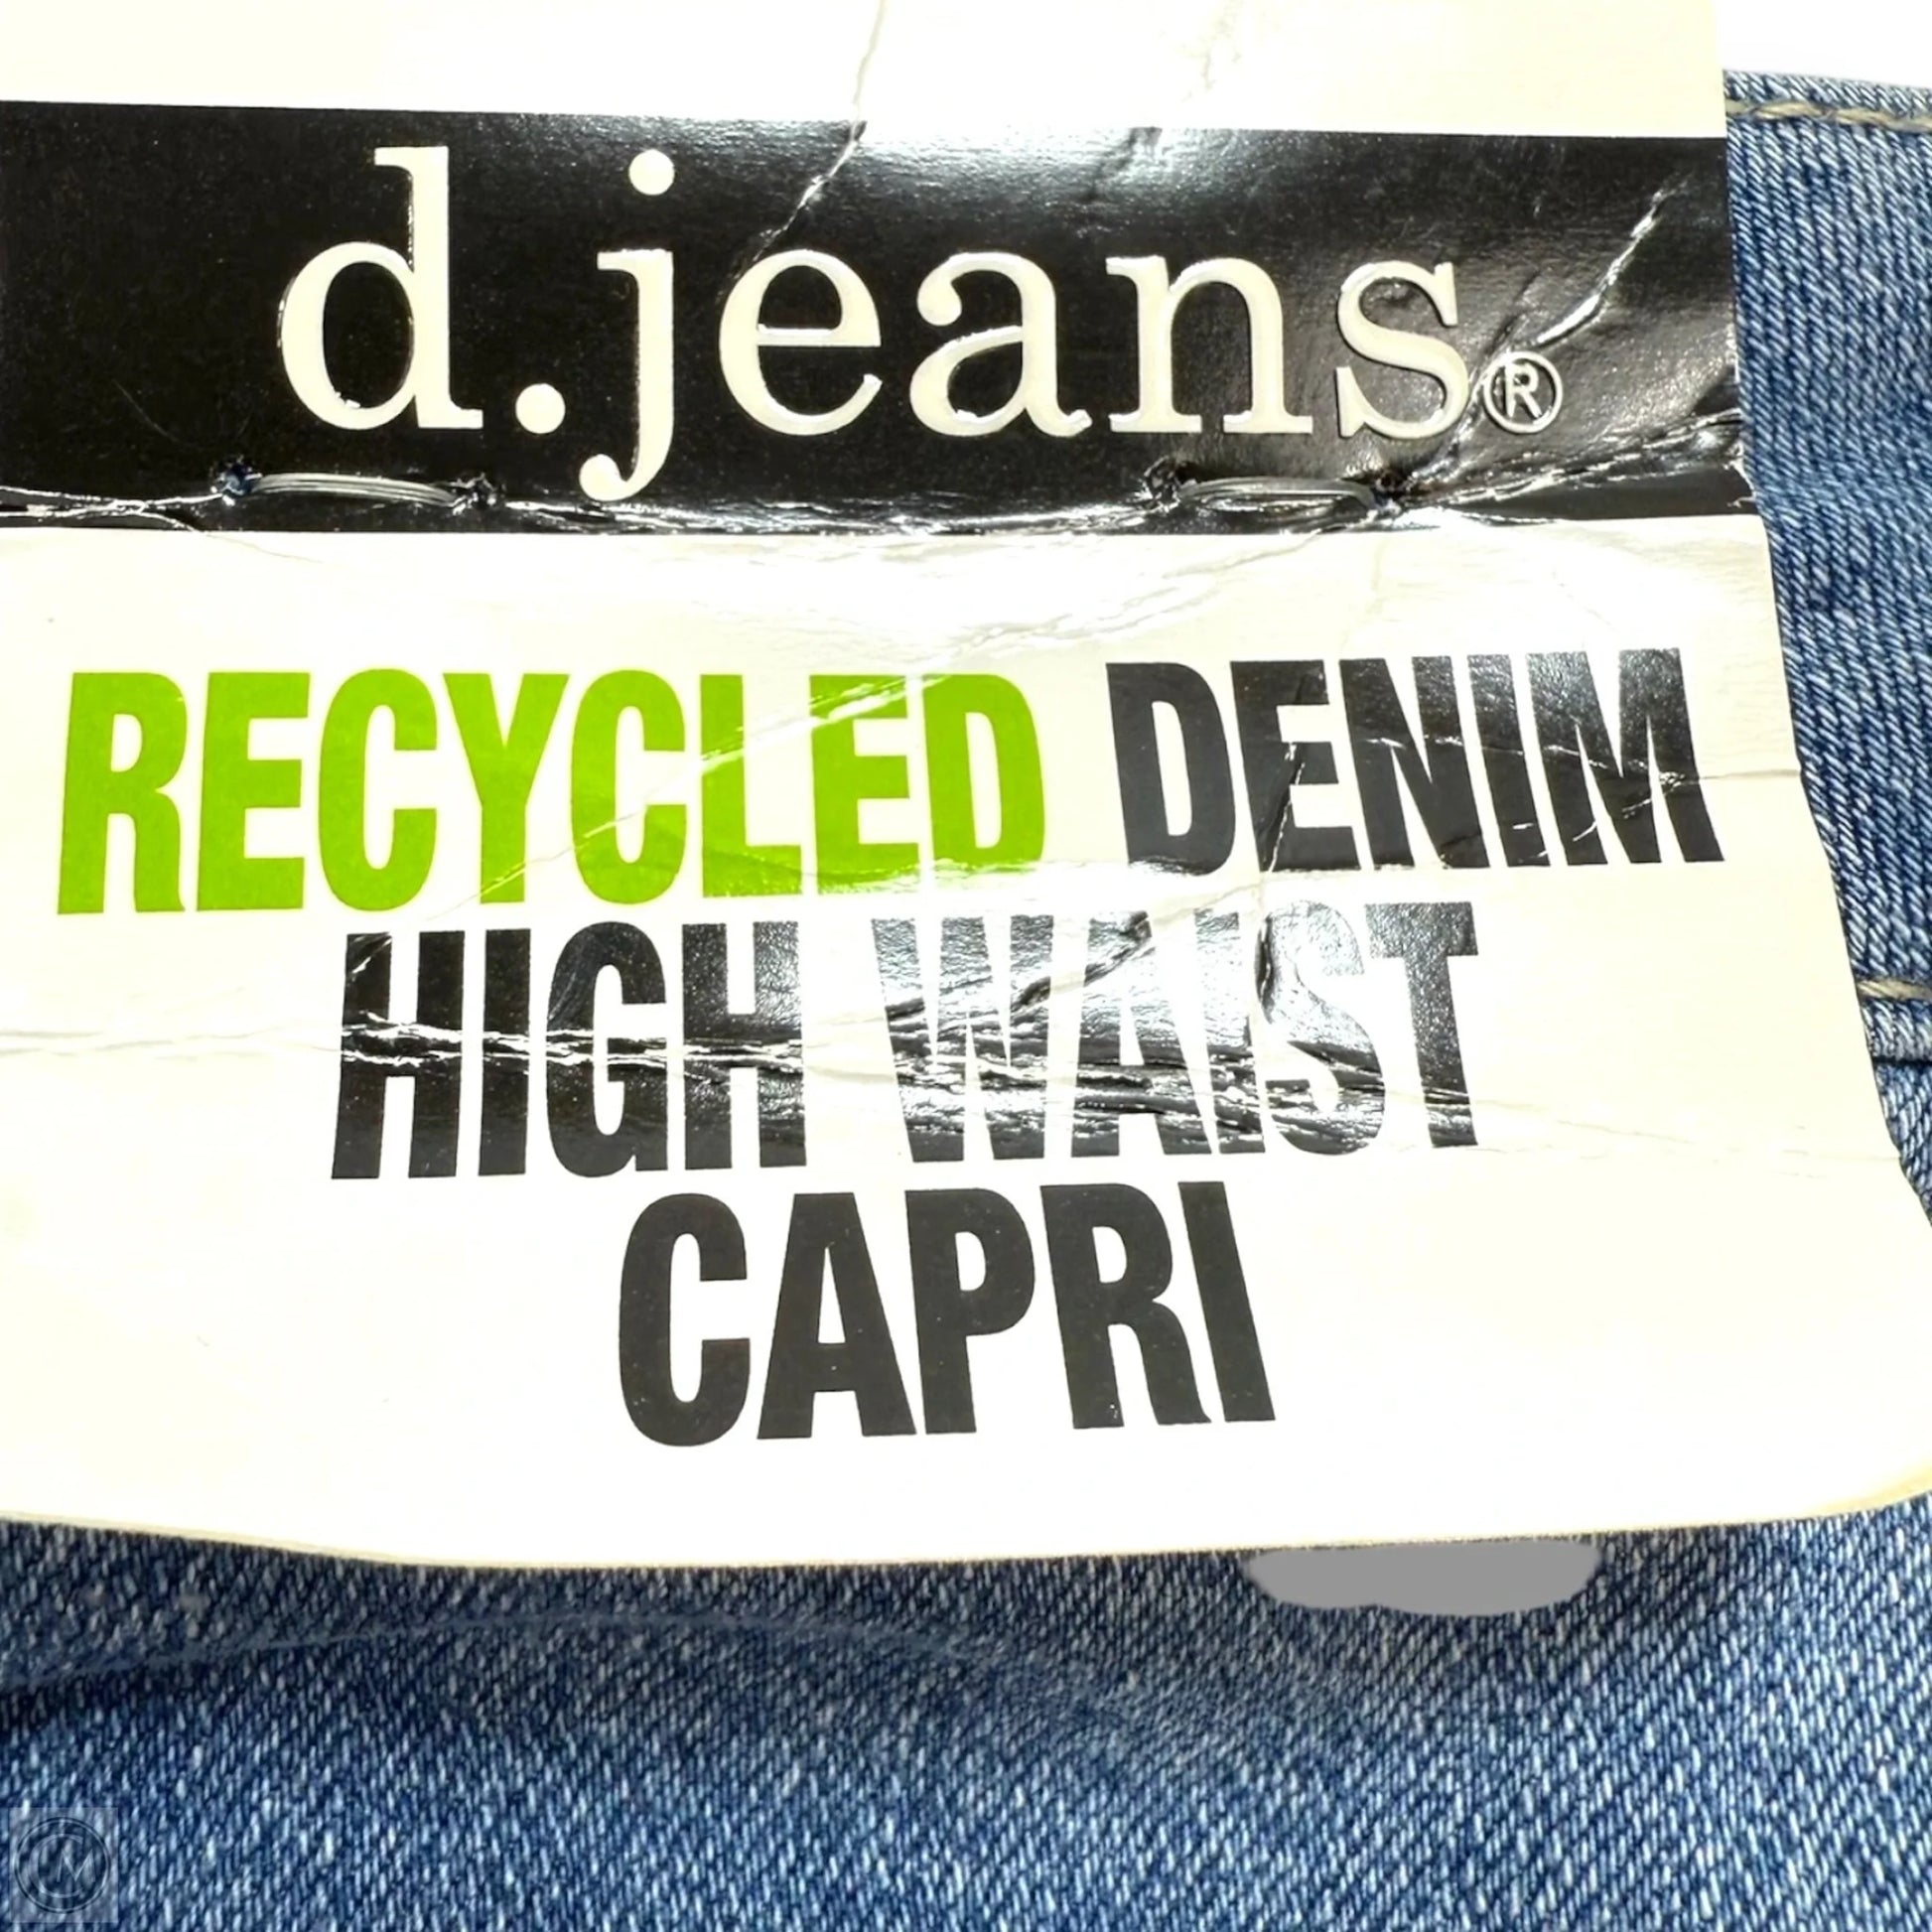 d.jeans®
RECYCLED DENIM
HIGH WAIST
CAPRI